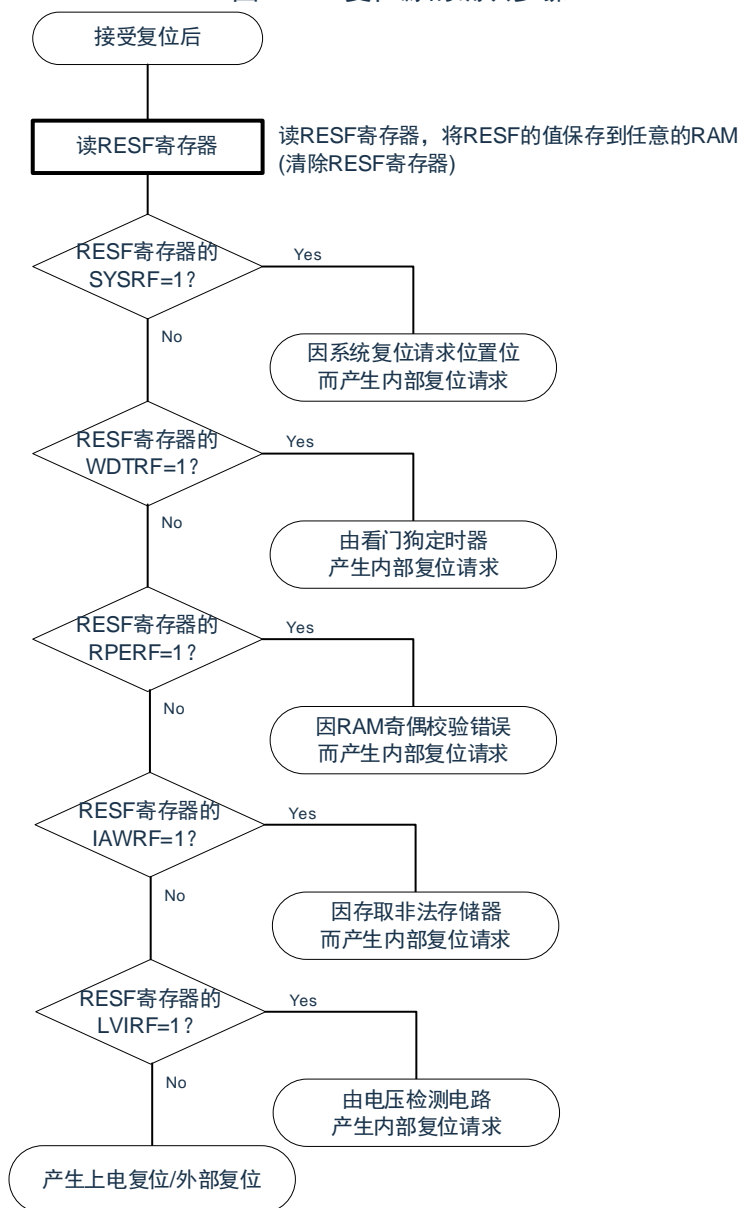 接受复位后
读RESF寄存器
读RESF寄存器，将RESF的值保存到任意的RAM
(清除RESF寄存器)
RESF寄存器的
SYSRF=1?
Yes
No
因系统复位请求位置位
而产生内部复位请求
RESF寄存器的
WDTRF=1?
Yes
No
由看门狗定时器
产生内部复位请求
RESF寄存器的
RPERF=1?
Yes
No
因RAM奇偶校验错误
而产生内部复位请求
RESF寄存器的
IAWRF=1?
Yes
No
因存取非法存储器
而产生内部复位请求
RESF寄存器的
LVIRF=1?
Yes
No
由电压检测电路
产生内部复位请求
产生上电复位/外部复位